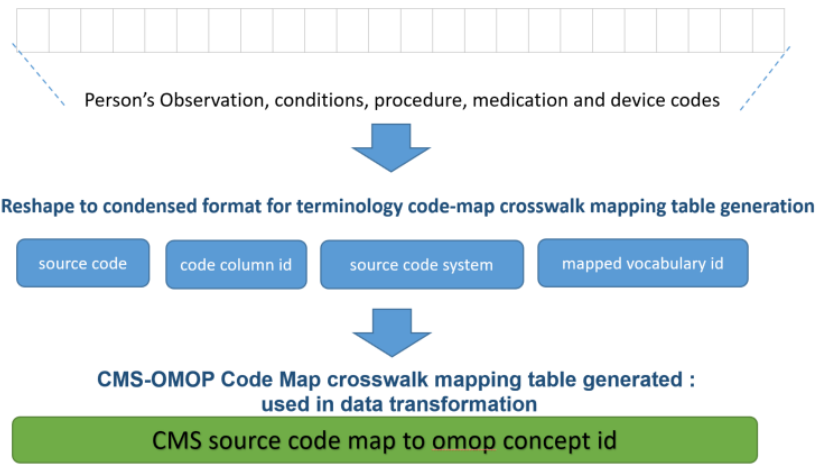 Person's Observation, conditions, procedure, medication and device codes
Reshape to condensed format for terminology code-map crosswalk mapping table generation
source code
code column id
source code system
mapped vocabulary id
CMS-OMOP Code Map crosswalk mapping table generated :
used in data transformation
CMS source code map to omop concept id